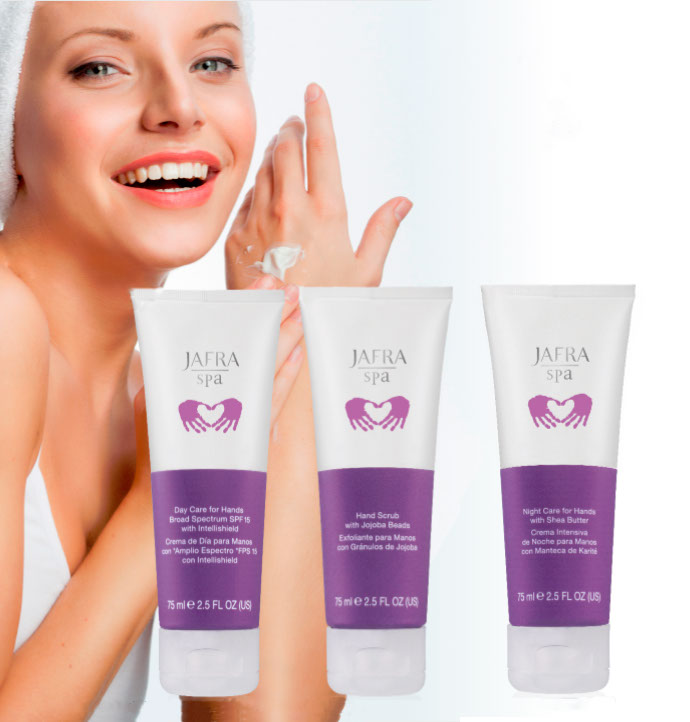 JAFRA
spa
Day Care for Hands
Broad Spectrum SPF 15
with Intellishield
Crema de Día para Manos
con "Amplio Espectro "FPS 15
con Intellishield
75 ml e 2.5 FL OZ (US)
JAFRA
spa
Hand Scrub
with Jojoba Beads
Exfoliante para Manos
con Gránulos de Jojoba
75 ml e 2.5 FL OZ (US)
JAFRA
spa
Night Care for Hands
with Shea Butter
Crema Intensiva
de Noche para Manos
con Manteca de Karité
75 ml e 2.5 FL OZ (US)